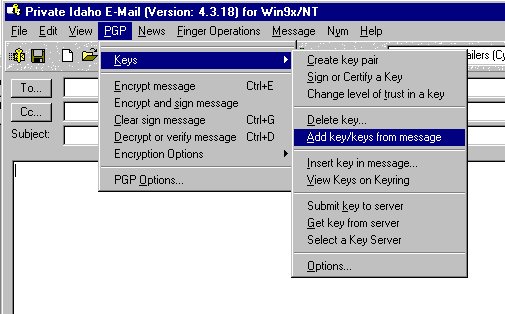 Private Idaho E-Mail (Version: 4.3.18) for Win9x/NT
File Edit View PGP News Finger Operations Message Nym Help
To...
Cc...
Subject:
Keys
Encrypt message Ctrl+E
Encrypt and sign message
Clear sign message Ctrl+G
Decrypt or verify message Ctrl+D
Encryption Options
PGP Options...
Create key pair
Sign or Certify a Key
Change level of trust in a key
Delete key...
Add key/keys from message
Insert key in message...
View Keys on Keyring
Submit key to server
Get key from server
Select a Key Server
Options...
ailers (Cy